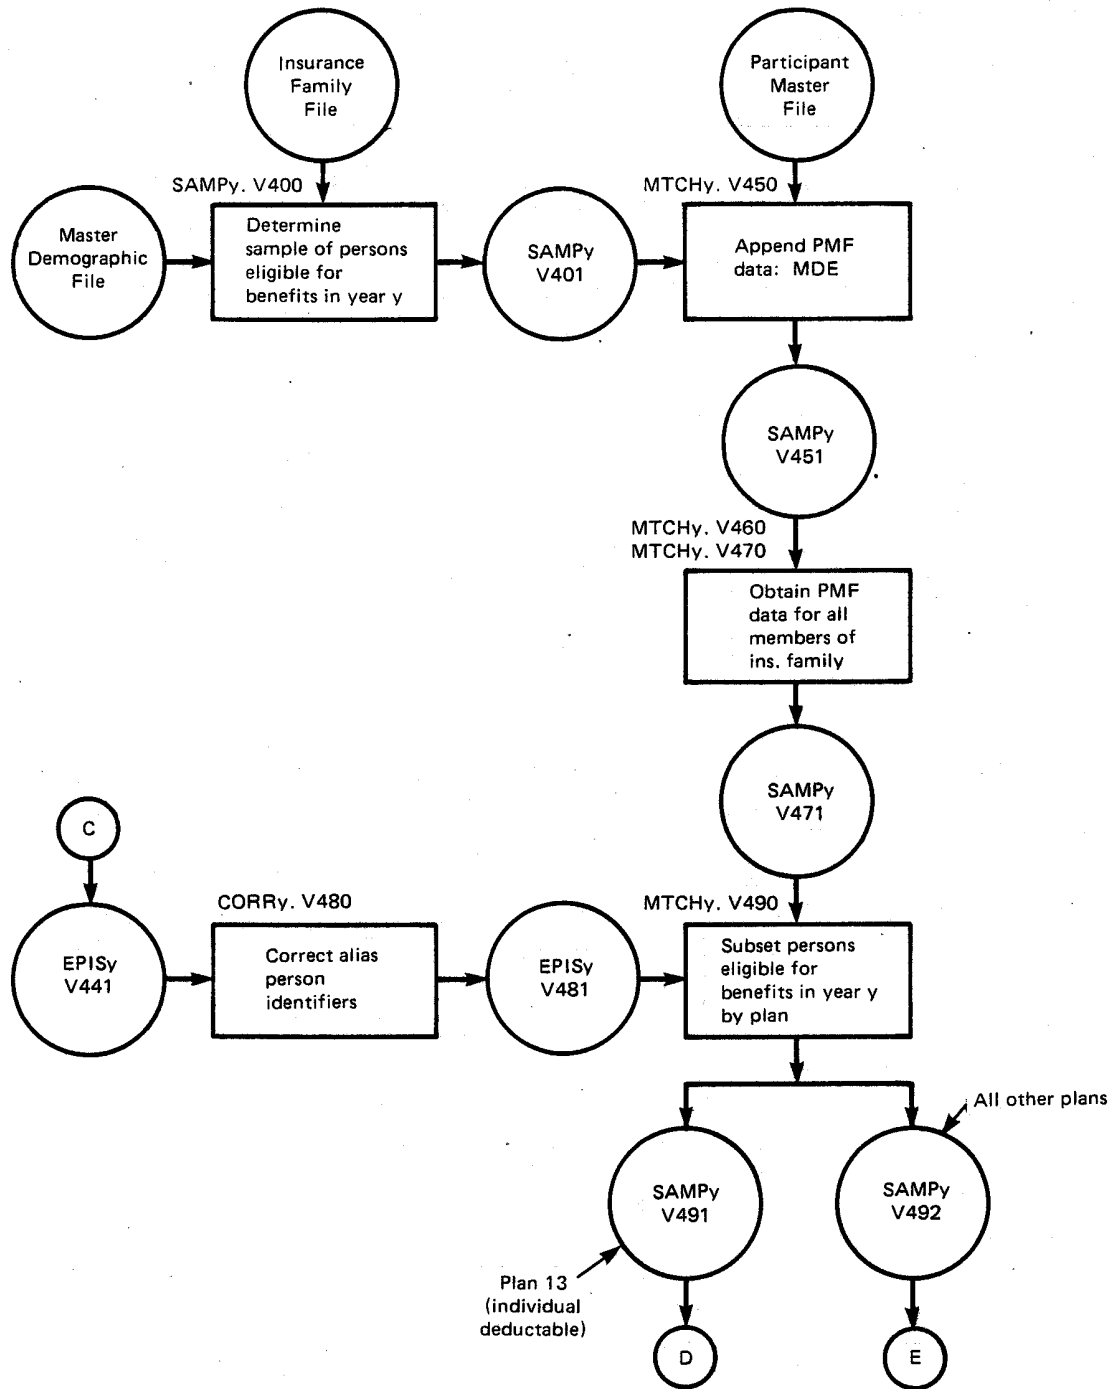 Insurance
Family
File
Participant
Master
File
SAMPy. V400
MTCHy. V450
Master
Demographic
File
Determine
sample of persons
eligible for
benefits in year y
SAMPy
V401
Append PMF
data: MDE
SAMPy
V451
MTCHy. V460
MTCHy. V470
Obtain PMF
data for all
members of
ins. family
SAMPy
V471
C
CORRy. V480
MTCHy. V490
EPISy
V441
Correct alias
person
identifiers
EPISy
V481
Subset persons
eligible for
benefits in year y
by plan
All other plans
SAMPy
V491
SAMPy
V492
Plan 13
(individual
deductable)
D
E